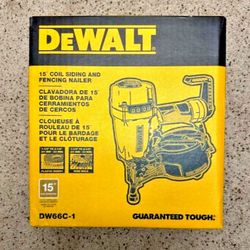 DEWALT
15° COIL SIDING AND
FENCING NAILER
CLAVADORA DE 15°
DE BOBINA PARA
CERRAMIENTOS
DE CERCOS
CLOUEUSE À
ROULEAU DE 15°
POUR LE BARDAGE
ET LE CLÔTURAGE
15°
DW66C-1
GUARANTEED TOUGH.